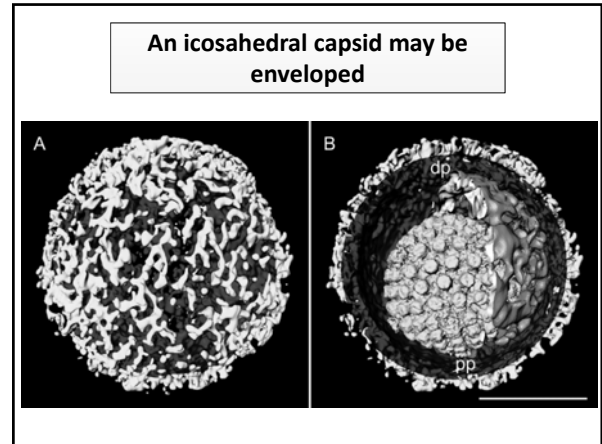 An icosahedral capsid may be
enveloped
A
B
dp
pp